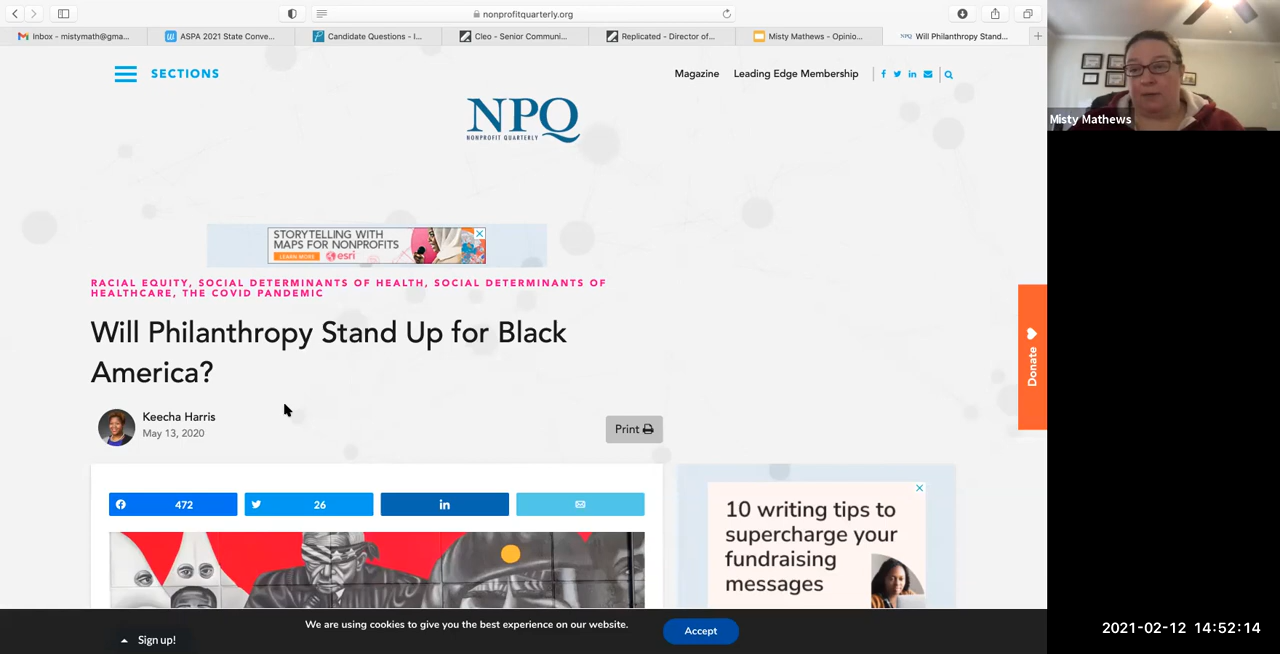 nonprofitquarterly.org
Inbox - mistymath@gma...
ASPA 2021 State Conve...
Candidate Questions - I...
Cleo - Senior Communi...
Replicated - Director of...
Misty Mathews - Opinio...
NPQ Will Philanthropy Stand...
SECTIONS
Magazine
Leading Edge Membership
NPQ
NONPROFIT QUARTERLY
STORYTELLING WITH
MAPS FOR NONPROFITS
LEARN MORE
esri
RACIAL EQUITY, SOCIAL DETERMINANTS OF HEALTH, SOCIAL DETERMINANTS OF
HEALTHCARE, THE COVID PANDEMIC
Will Philanthropy Stand Up for Black
America?
Keecha Harris
May 13, 2020
Print
Donate
472
26
in
10 writing tips to
supercharge your
fundraising
messages
We are using cookies to give you the best experience on our website.
Accept
Sign up!
Misty Mathews
2021-02-12 14:52:14